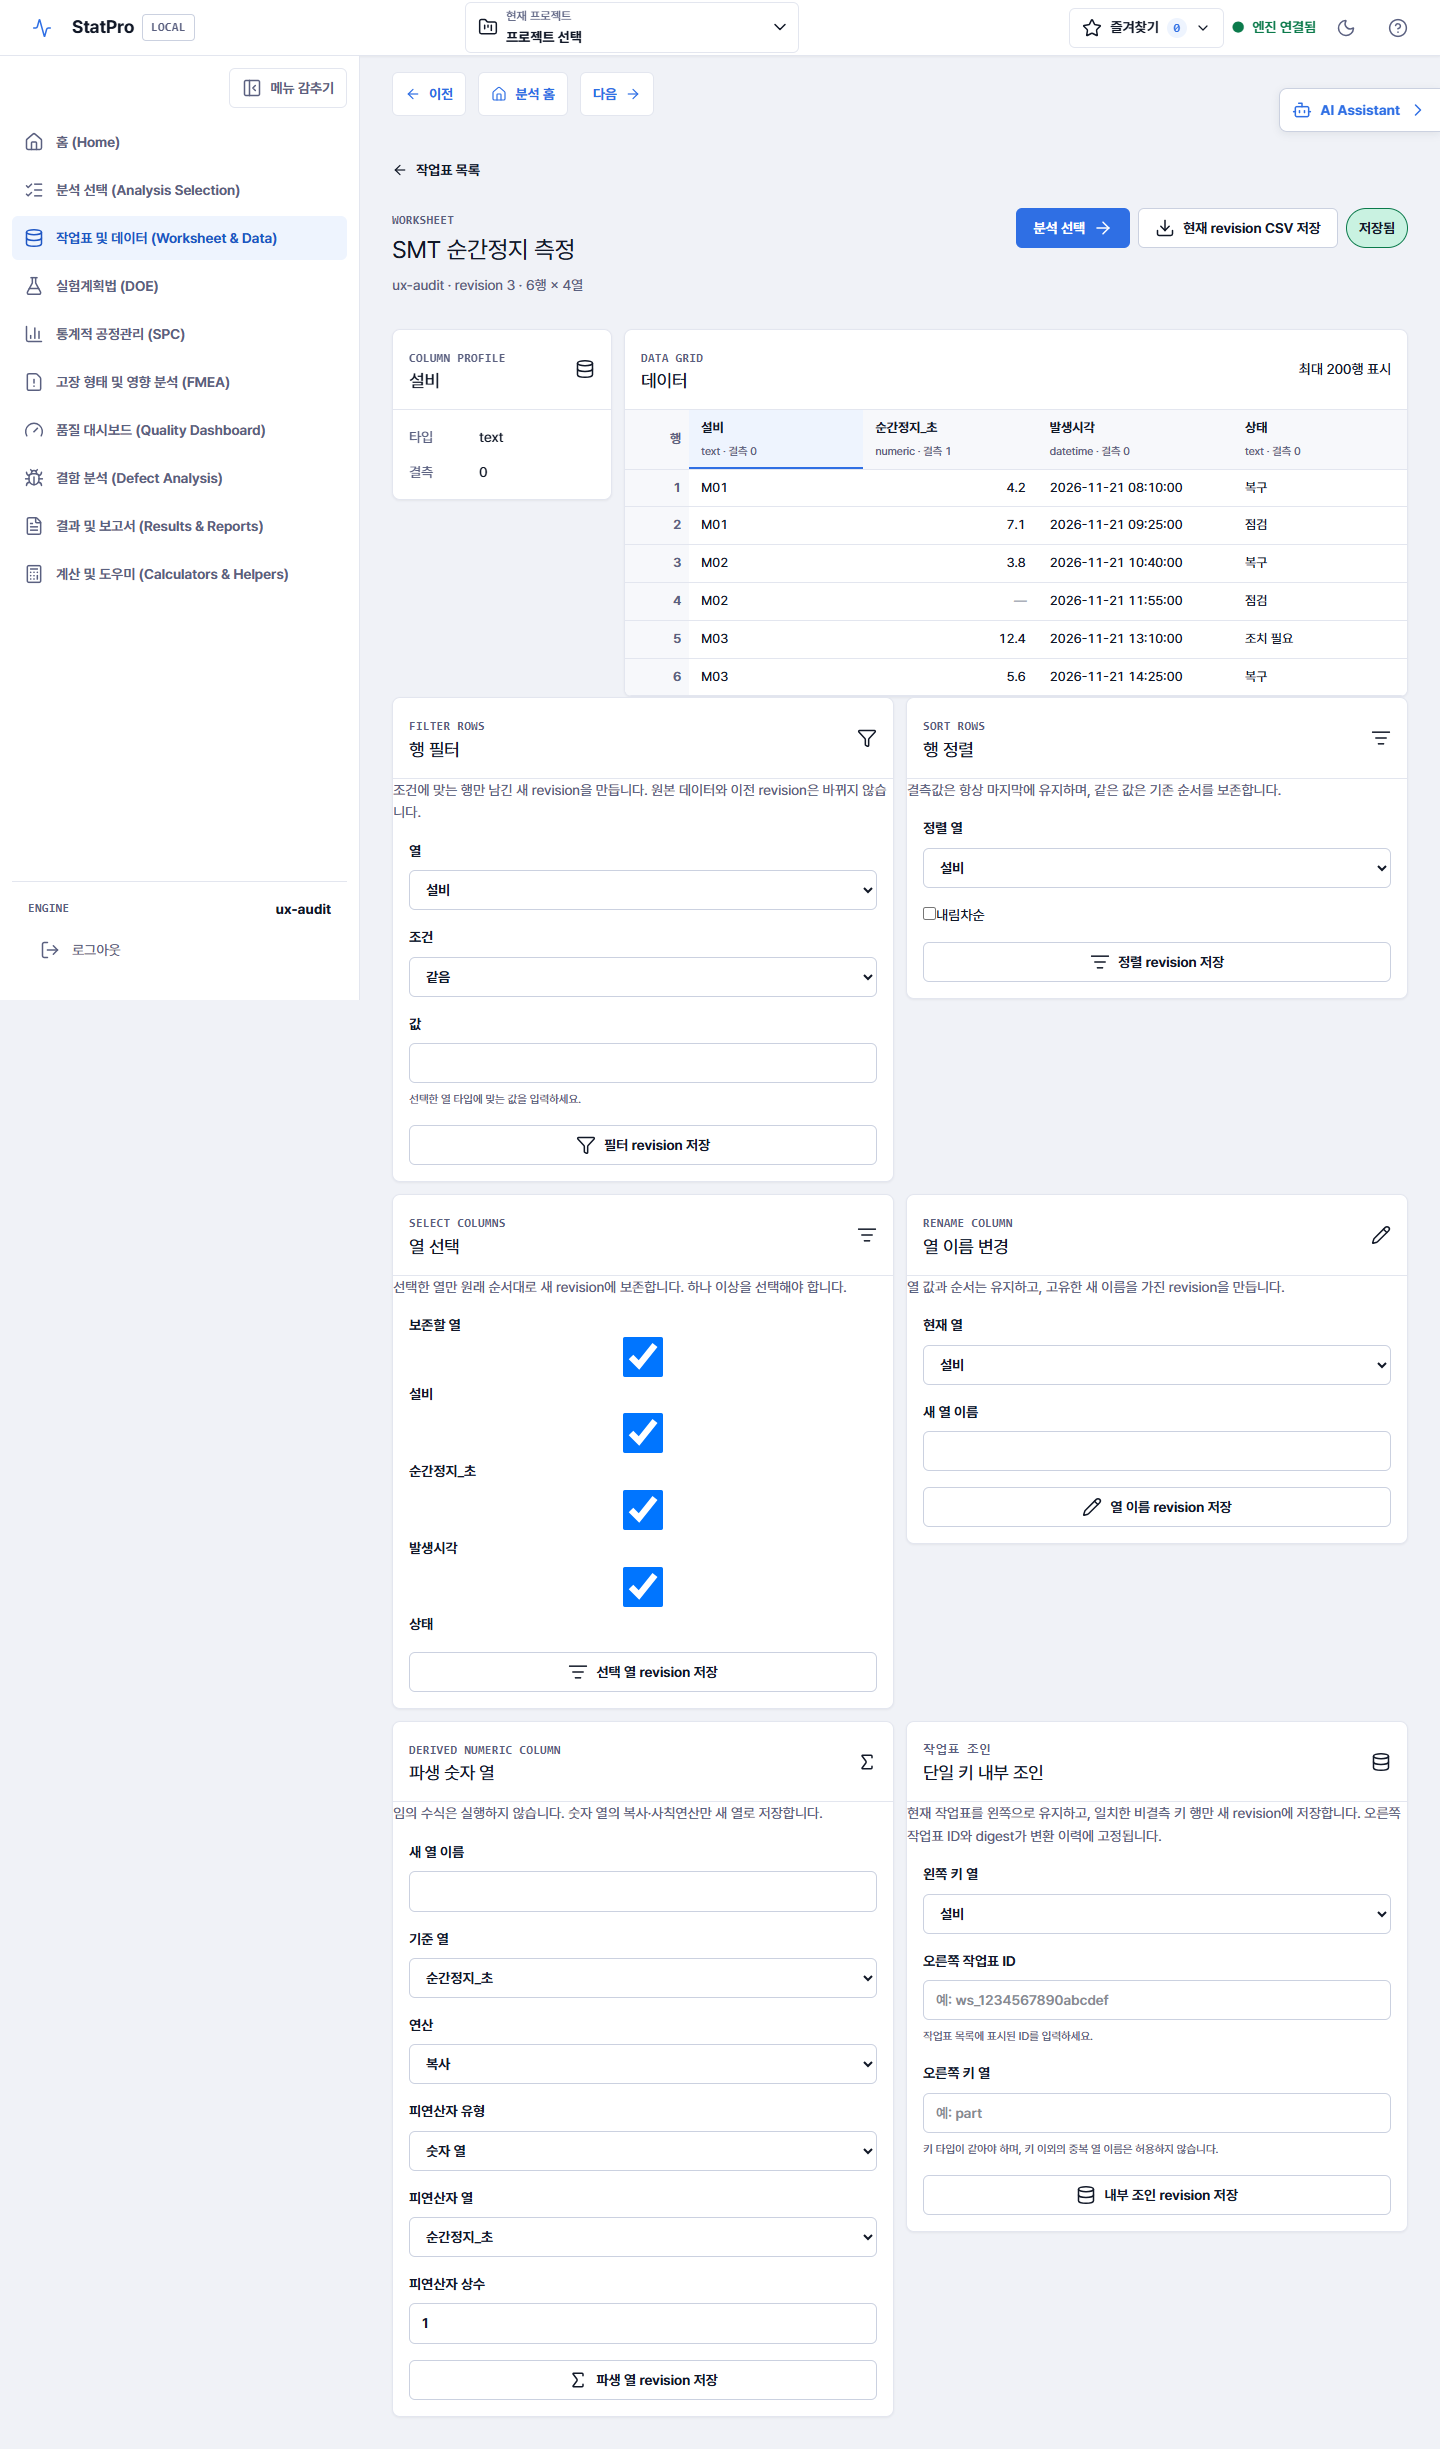 StatPro LOCAL
현재 프로젝트
프로젝트 선택
즐겨찾기 0
엔진 연결됨
메뉴 감추기
홈 (Home)
분석 선택 (Analysis Selection)
작업표 및 데이터 (Worksheet & Data)
실험계획법 (DOE)
통계적 공정관리 (SPC)
고장 형태 및 영향 분석 (FMEA)
품질 대시보드 (Quality Dashboard)
결함 분석 (Defect Analysis)
결과 및 보고서 (Results & Reports)
계산 및 도우미 (Calculators & Helpers)
ENGINE ux-audit
로그아웃
이전 분석 홈 다음
AI Assistant
작업표 목록
WORKSHEET
SMT 순간정지 측정
ux-audit · revision 3 · 6행 × 4열
분석 선택 현재 revision CSV 저장 저장됨
COLUMN PROFILE
설비
타입 text
결측 0
DATA GRID
데이터
최대 200행 표시
행 설비 순간정지_초 발생시각 상태
text · 결측 0 numeric · 결측 1 datetime · 결측 0 text · 결측 0
1 M01 4.2 2026-11-21 08:10:00 복구
2 M01 7.1 2026-11-21 09:25:00 점검
3 M02 3.8 2026-11-21 10:40:00 복구
4 M02 — 2026-11-21 11:55:00 점검
5 M03 12.4 2026-11-21 13:10:00 조치 필요
6 M03 5.6 2026-11-21 14:25:00 복구
FILTER ROWS
행 필터
조건에 맞는 행만 남긴 새 revision을 만듭니다. 원본 데이터와 이전 revision은 바뀌지 않습
니다.
열
설비
조건
같음
값
선택한 열 타입에 맞는 값을 입력하세요.
필터 revision 저장
SORT ROWS
행 정렬
결측값은 항상 마지막에 유지하며, 같은 값은 기존 순서를 보존합니다.
정렬 열
설비
내림차순
정렬 revision 저장
SELECT COLUMNS
열 선택
선택한 열만 원래 순서대로 새 revision에 보존합니다. 하나 이상을 선택해야 합니다.
보존할 열
설비
순간정지_초
발생시각
상태
선택 열 revision 저장
RENAME COLUMN
열 이름 변경
열 값과 순서는 유지하고, 고유한 새 이름을 가진 revision을 만듭니다.
현재 열
설비
새 열 이름
열 이름 revision 저장
DERIVED NUMERIC COLUMN
파생 숫자 열
임의 수식은 실행하지 않습니다. 숫자 열의 복사·사칙연산만 새 열로 저장합니다.
새 열 이름
기준 열
순간정지_초
연산
복사
피연산자 유형
숫자 열
피연산자 열
순간정지_초
피연산자 상수
1
파생 열 revision 저장
작업표 조인
단일 키 내부 조인
현재 작업표를 왼쪽으로 유지하고, 일치한 비결측 키 행만 새 revision에 저장합니다. 오른쪽
작업표 ID와 digest가 변환 이력에 고정됩니다.
왼쪽 키 열
설비
오른쪽 작업표 ID
예: ws_1234567890abcdef
작업표 목록에 표시된 ID를 입력하세요.
오른쪽 키 열
예: part
키 타입이 같아야 하며, 키 이외의 중복 열 이름은 허용하지 않습니다.
내부 조인 revision 저장